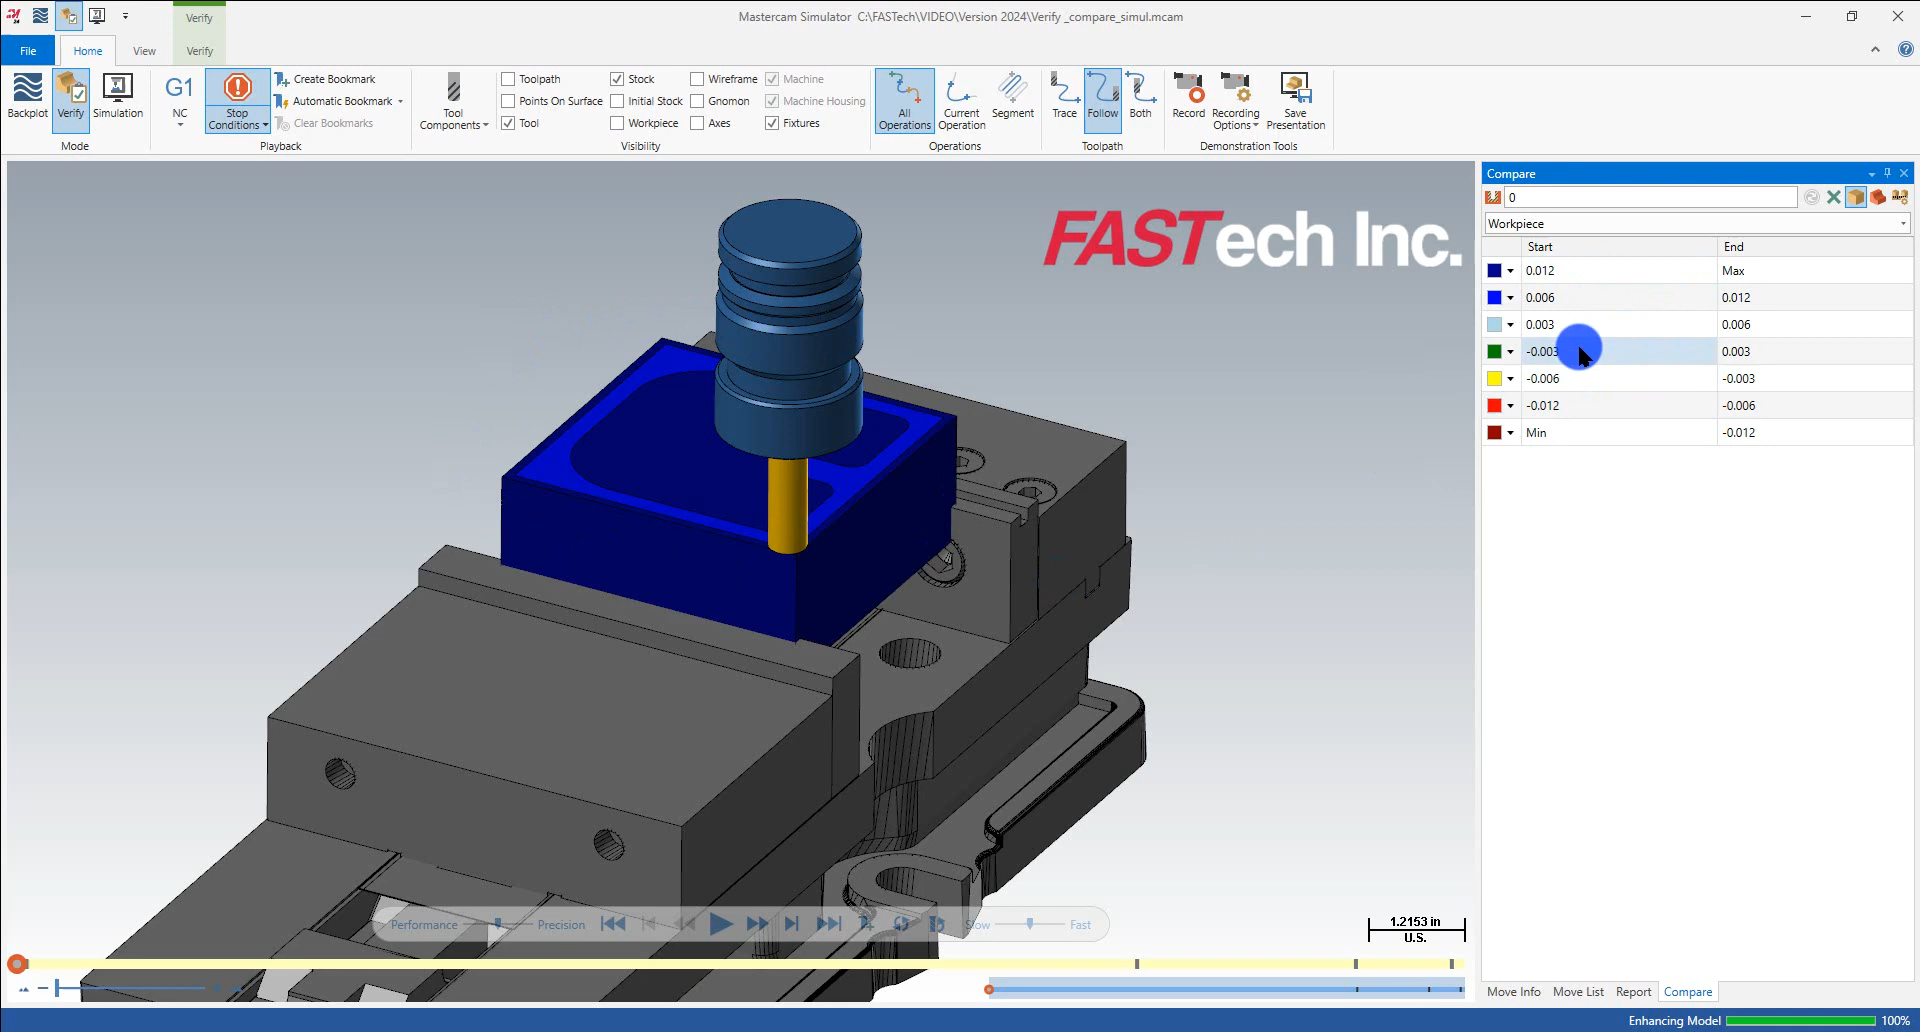 Verify
Mastercam Simulator C:\FASTech\VIDEO\Version 2024\Verify _compare_simul.mcam
File
Home
View
Verify
Backplot
Verify
Simulation
Mode
G1
NC
Stop
Conditions
Create Bookmark
Automatic Bookmark
Clear Bookmarks
Playback
Tool
Components
Toolpath
Points On Surface
Tool
Stock
Initial Stock
Workpiece
Wireframe
Gnomon
Axes
Machine
Machine Housing
Fixtures
Visibility
All
Operations
Current
Operation
Segment
Operations
Trace
Follow
Both
Toolpath
Record
Recording
Options
Save
Presentation
Demonstration Tools
FASTech Inc.
Compare
0
Workpiece
Start End
0.012 Max
0.006 0.012
0.003 0.006
-0.003 0.003
-0.006 -0.003
-0.012 -0.006
Min -0.012
Performance
Precision
Slow
Fast
1.2153 in
U.S.
Move Info Move List Report Compare
Enhancing Model 100%